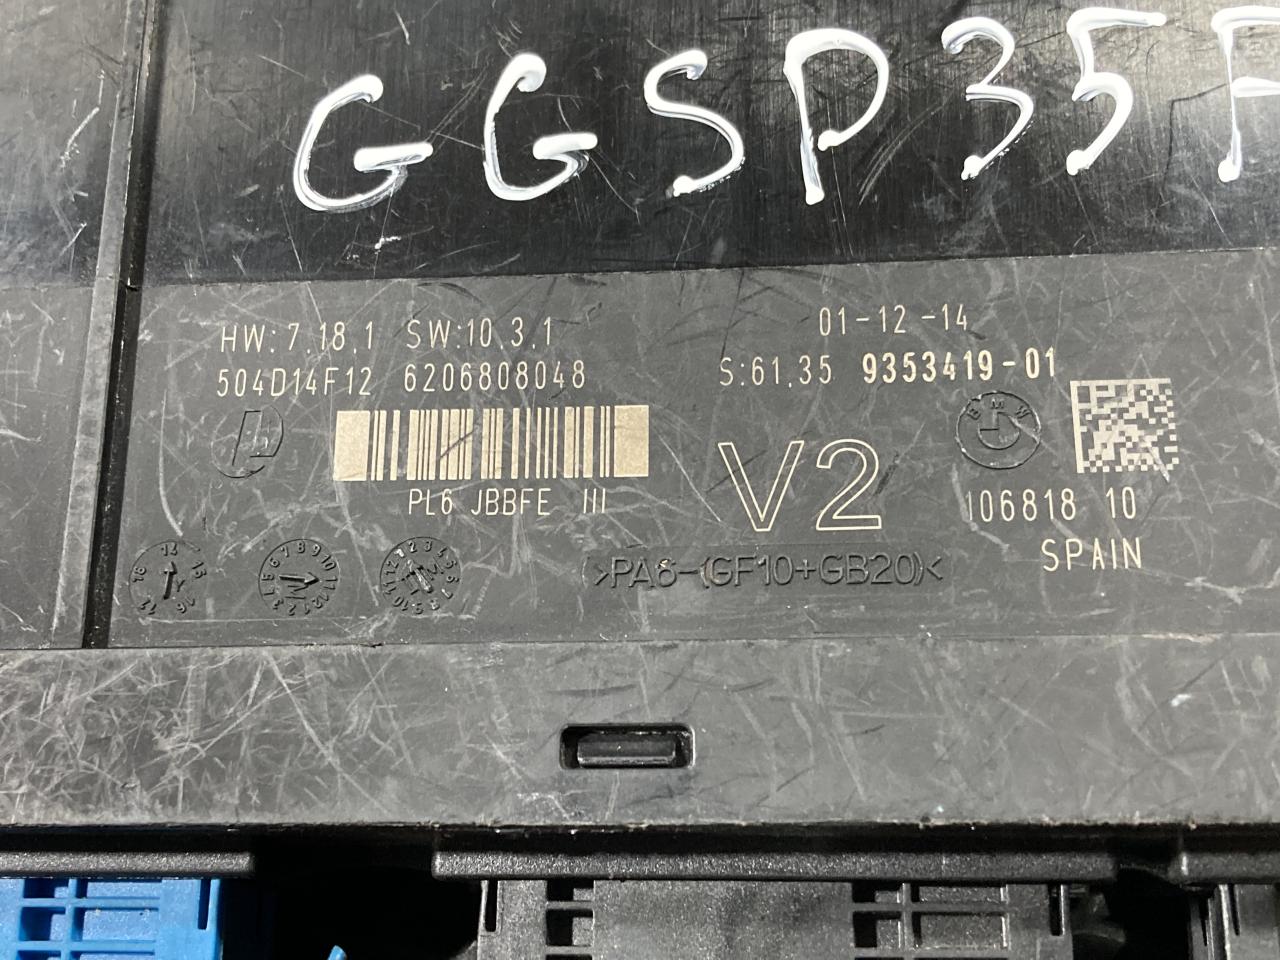 GGSP35F
HW:7.18.1 SW:10.3.1
504D14F12 6206808048
PL6 JBBFE III
01-12-14
S:61.35 9353419-01
BMW
V2
106818 10
SPAIN
>PA6-(GF10+GB20)<